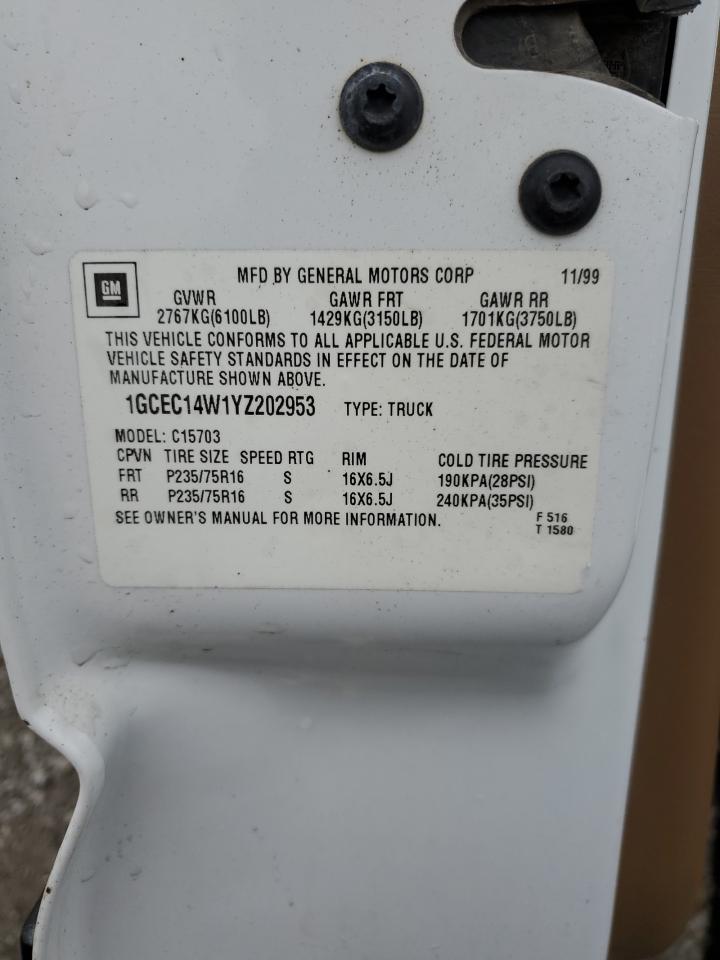 GM
MFD BY GENERAL MOTORS CORP 11/99
GVWR GAWR FRT GAWR RR
2767KG(6100LB) 1429KG(3150LB) 1701KG(3750LB)
THIS VEHICLE CONFORMS TO ALL APPLICABLE U.S. FEDERAL MOTOR
VEHICLE SAFETY STANDARDS IN EFFECT ON THE DATE OF
MANUFACTURE SHOWN ABOVE.
1GCEC14W1YZ202953 TYPE: TRUCK
MODEL: C15703
CPVN TIRE SIZE SPEED RTG RIM COLD TIRE PRESSURE
FRT P235/75R16 S 16X6.5J 190KPA(28PSI)
RR P235/75R16 S 16X6.5J 240KPA(35PSI)
SEE OWNER'S MANUAL FOR MORE INFORMATION. F 516
T 1580